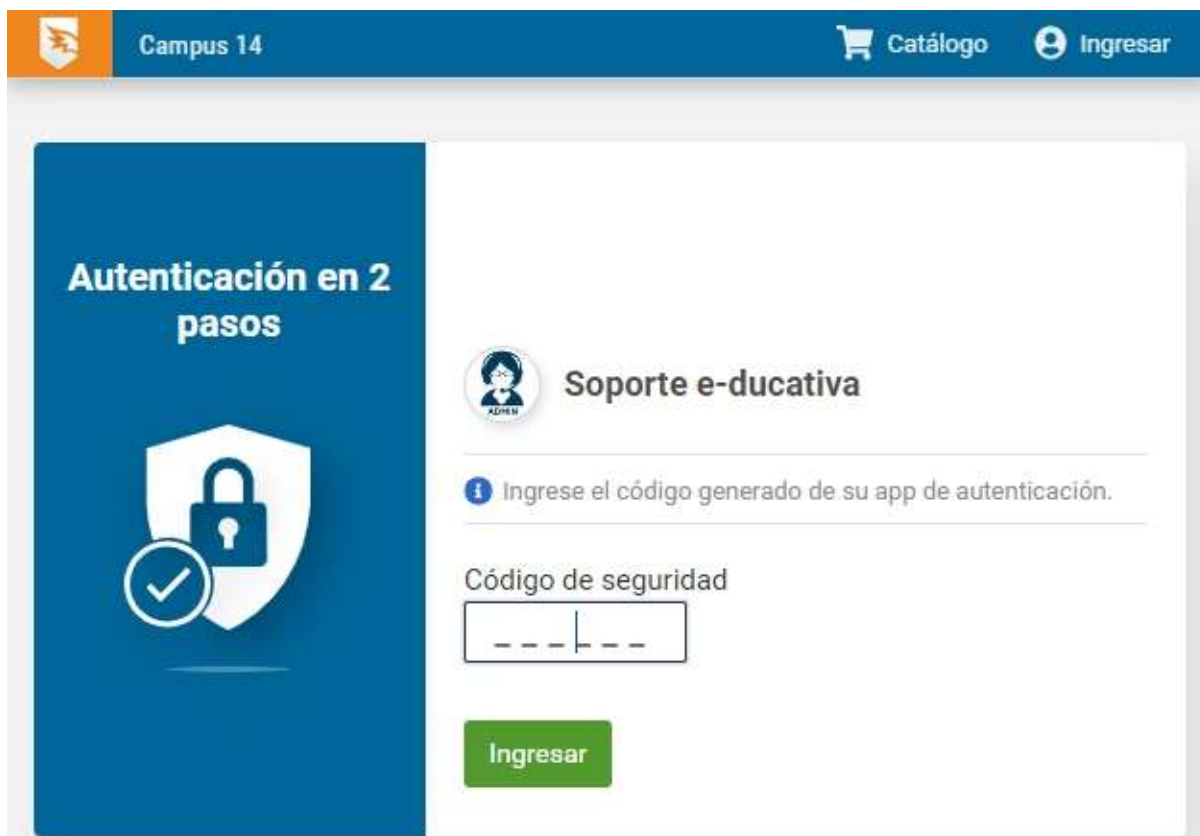 Campus 14
Catálogo
Ingresar
Autenticación en 2
pasos
ADMIN
Soporte e-ducativa
Ingrese el código generado de su app de autenticación.
Código de seguridad
_ _ _ _ _ _
Ingresar